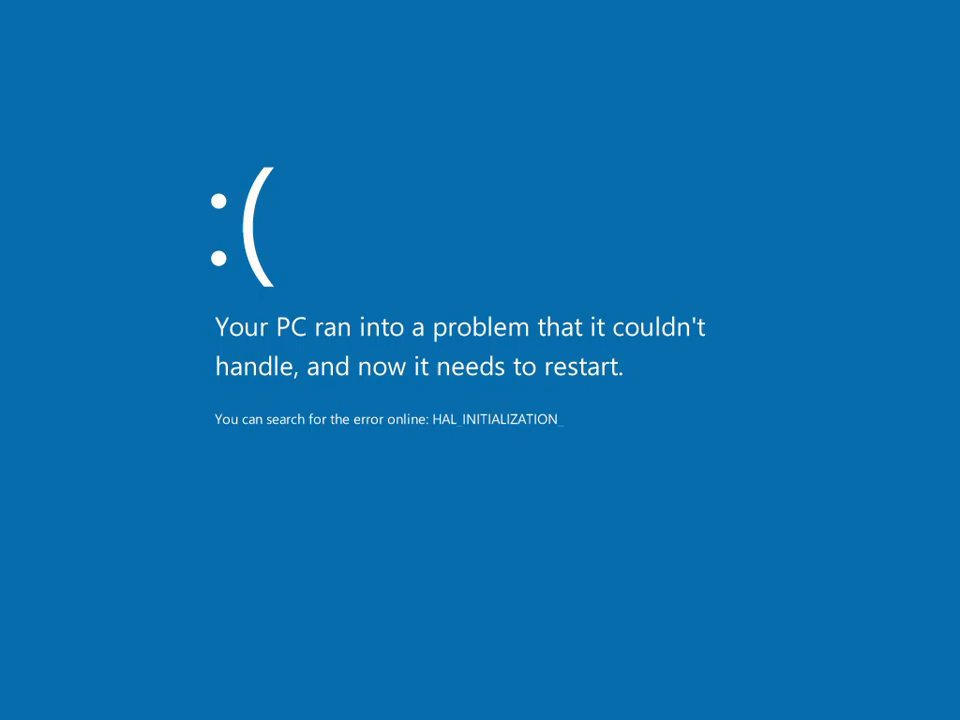 :(
Your PC ran into a problem that it couldn't
handle, and now it needs to restart.
You can search for the error online: HAL_INITIALIZATION_